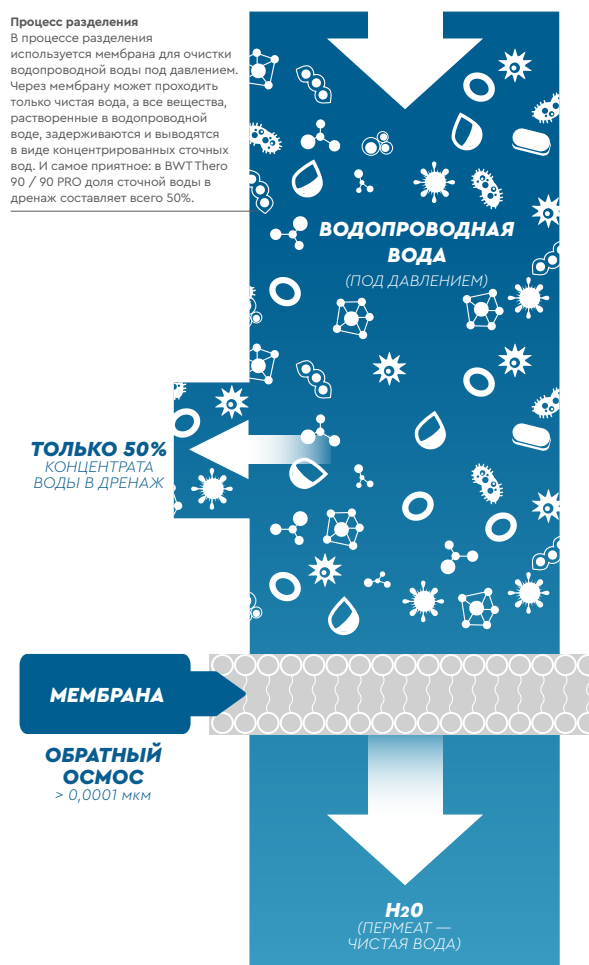 Процесс разделения
В процессе разделения
используется мембрана для очистки
водопроводной воды под давлением.
Через мембрану может проходить
только чистая вода, а все вещества,
растворенные в водопроводной
воде, задерживаются и выводятся
в виде концентрированных сточных
вод. И самое приятное: в BWT Thero
90 / 90 PRO доля сточной воды в
дренаж составляет всего 50%.
ВОДОПРОВОДНАЯ
ВОДА
(ПОД ДАВЛЕНИЕМ)
ТОЛЬКО 50%
КОНЦЕНТРАТА
ВОДЫ В ДРЕНАЖ
МЕМБРАНА
ОБРАТНЫЙ
ОСМОС
> 0,0001 мкм
H20
(ПЕРМЕАТ —
ЧИСТАЯ ВОДА)